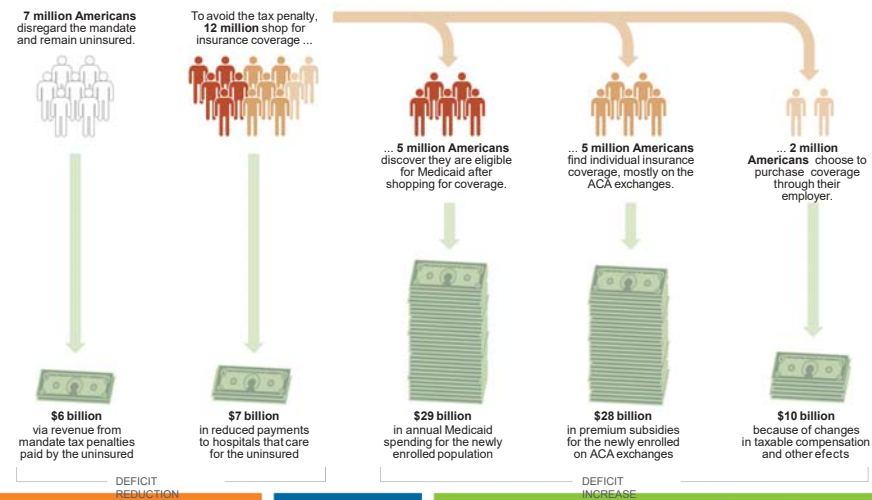 7 million Americans
disregard the mandate
and remain uninsured.
To avoid the tax penalty,
12 million shop for
insurance coverage ...
... 5 million Americans
discover they are eligible
for Medicaid after
shopping for coverage.
... 5 million Americans
find individual insurance
coverage, mostly on the
ACA exchanges.
... 2 million
Americans choose to
purchase coverage
through their
employer.
$6 billion
via revenue from
mandate tax penalties
paid by the uninsured
$7 billion
in reduced payments
to hospitals that care
for the uninsured
$29 billion
in annual Medicaid
spending for the newly
enrolled population
$28 billion
in premium subsidies
for the newly enrolled
on ACA exchanges
$10 billion
because of changes
in taxable compensation
and other efects
DEFICIT
REDUCTION
DEFICIT
INCREASE